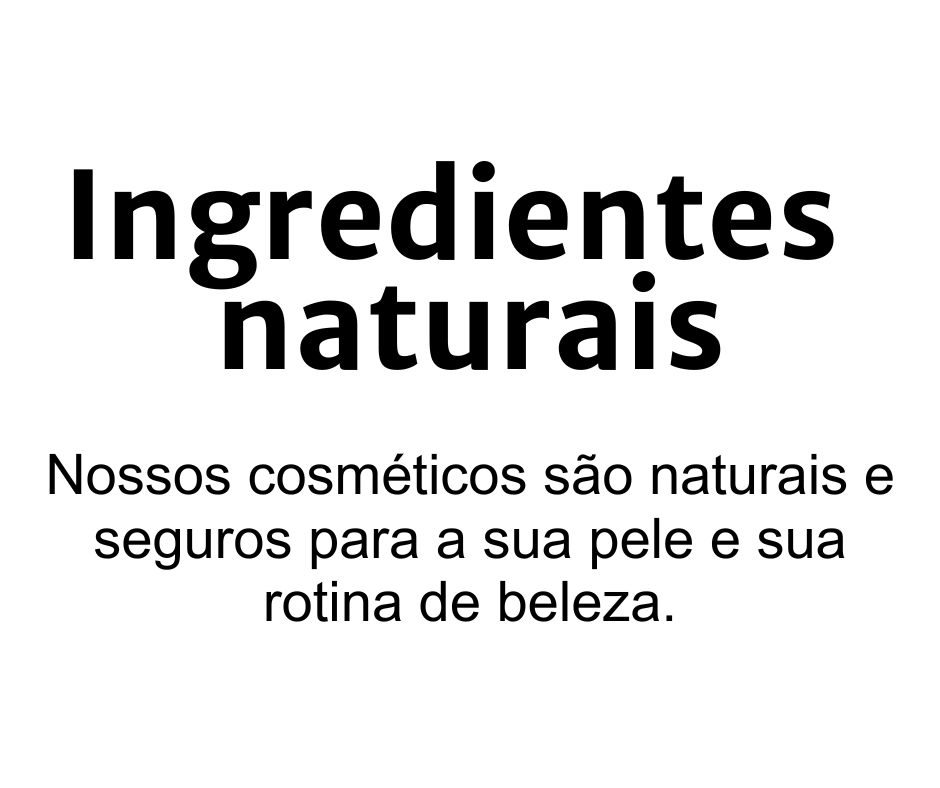 Ingredientes
naturais
Nossos cosméticos são naturais e
seguros para a sua pele e sua
rotina de beleza.